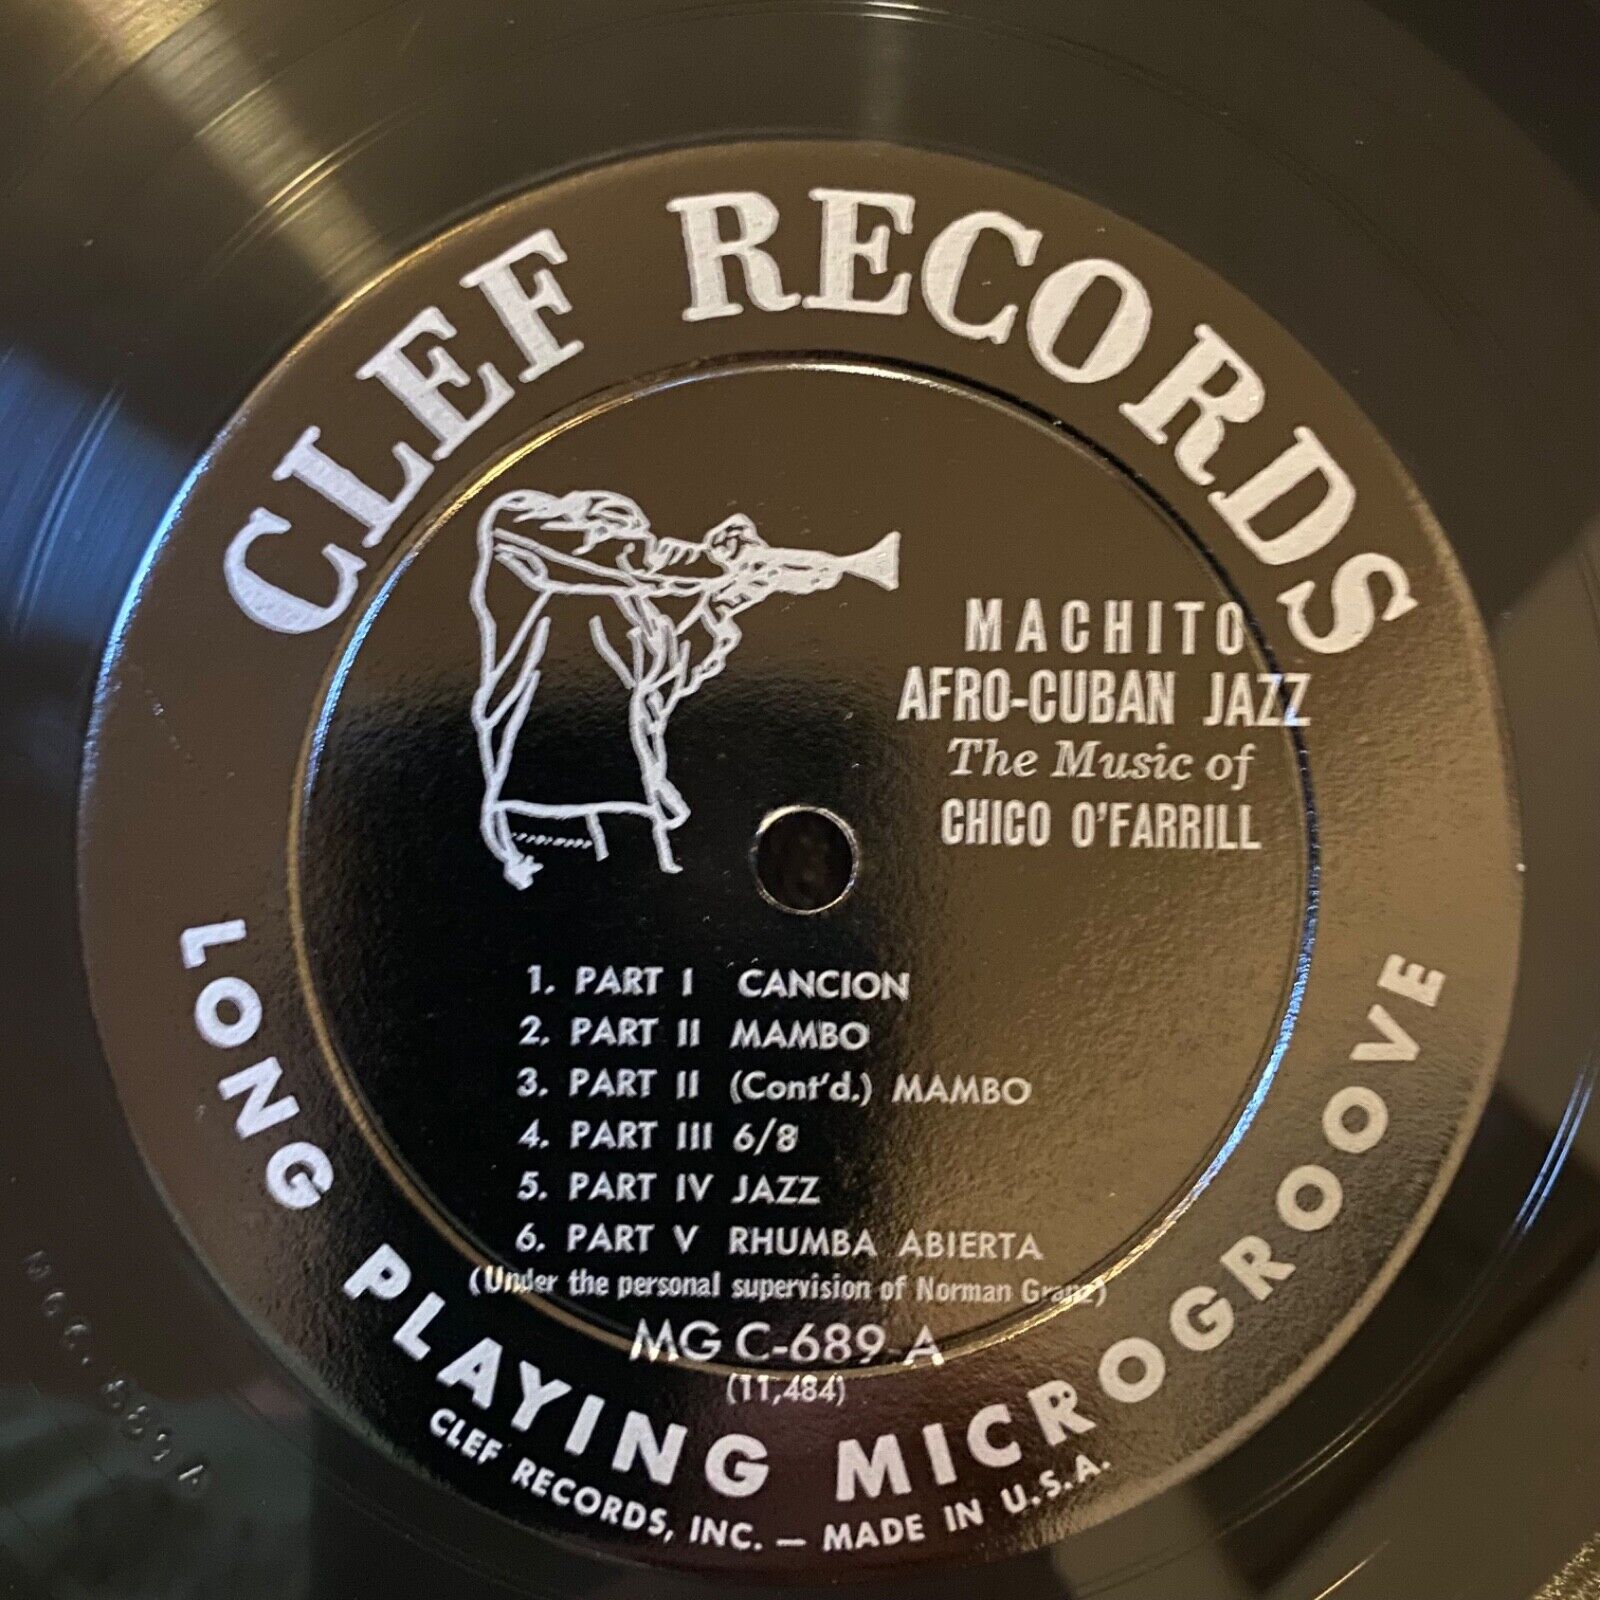 CLEF RECORDS
MACHITO
AFRO-CUBAN JAZZ
The Music of
CHICO O'FARRILL
1. PART I CANCION
2. PART II MAMBO
3. PART II (Cont'd.) MAMBO
4. PART III 6/8
5. PART IV JAZZ
6. PART V RHUMBA ABIERTA
(Under the personal supervision of Norman Granz)
MG C-689-A
(11,484)
LONG PLAYING MICROGROOVE
CLEF RECORDS, INC. — MADE IN U.S.A.